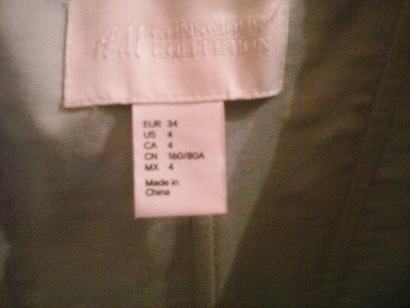 H&M CONSCIOUS
COLLECTION
EUR 34
US 4
CA 4
CN 160/80A
MX 4
Made in
China